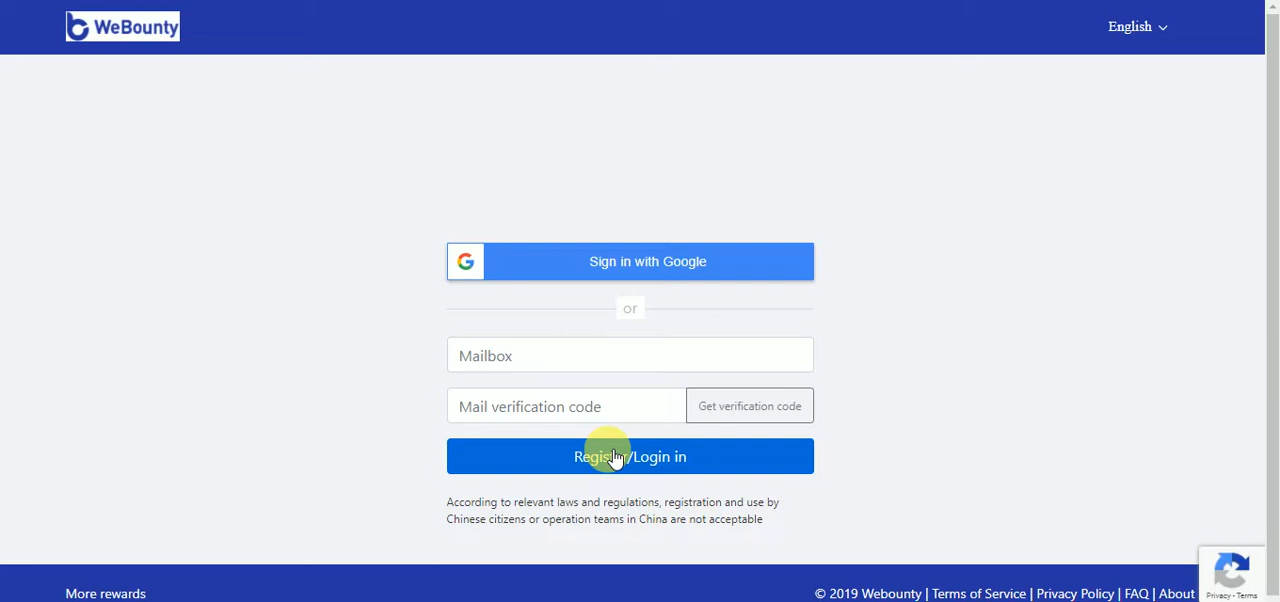 WeBounty
English
Sign in with Google
or
Mailbox
Mail verification code
Get verification code
Register/Login in
According to relevant laws and regulations, registration and use by
Chinese citizens or operation teams in China are not acceptable
More rewards
© 2019 Webounty | Terms of Service | Privacy Policy | FAQ | About
Privacy - Terms